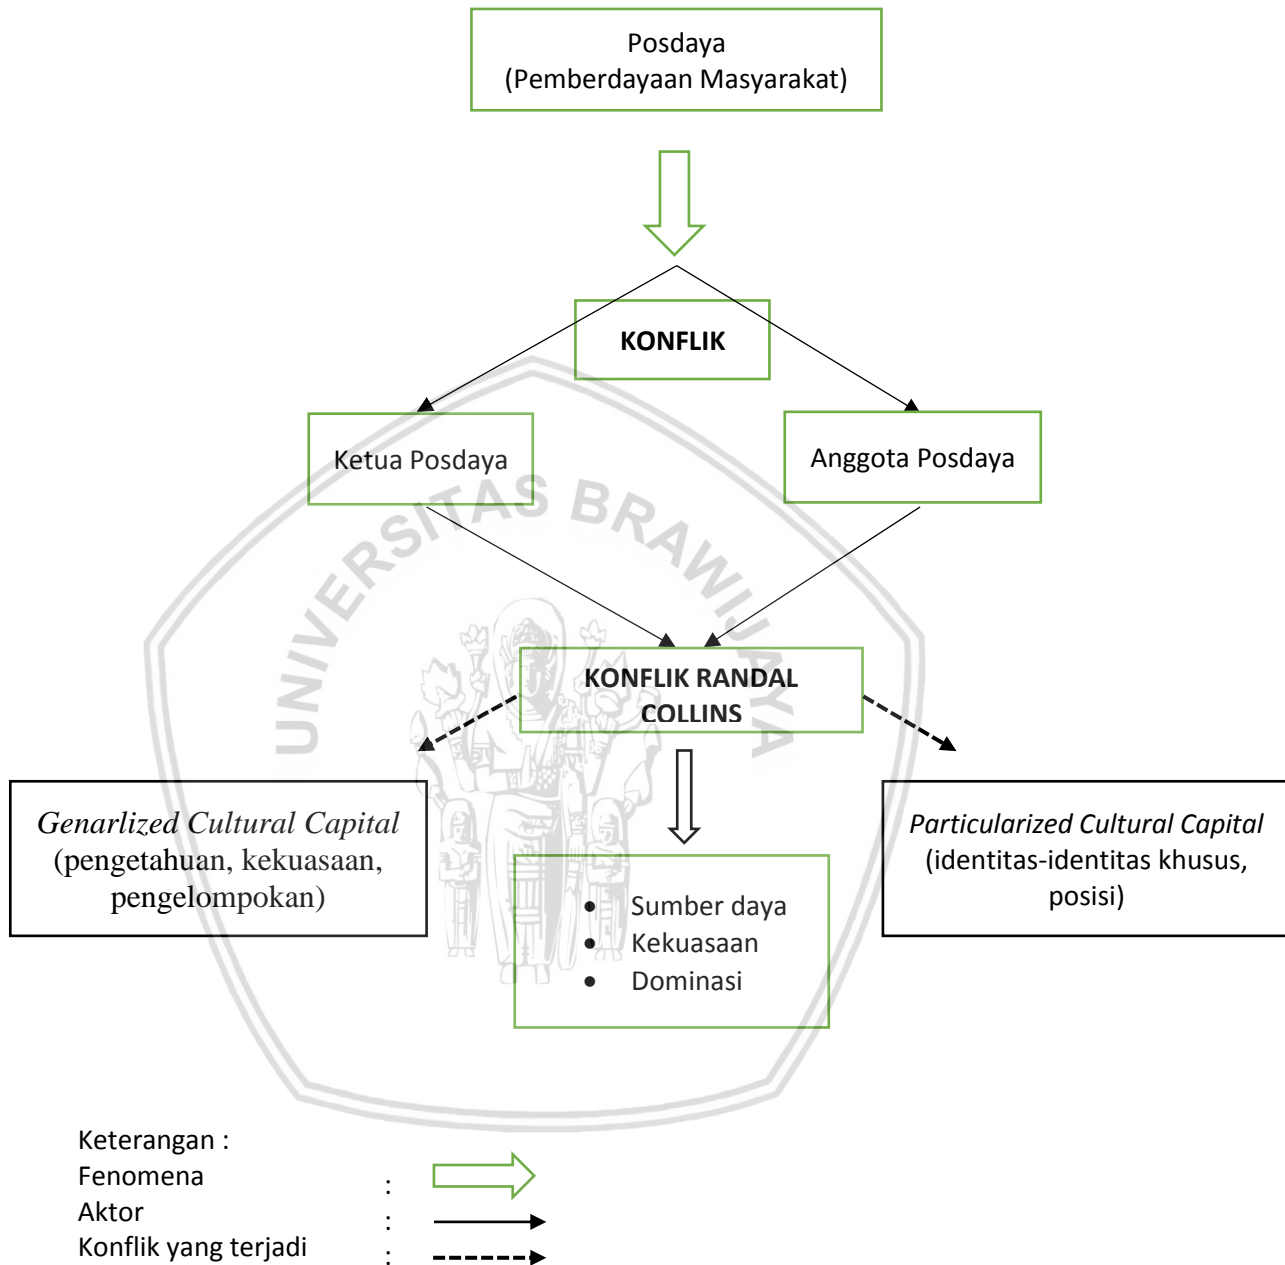 Posdaya
(Pemberdayaan Masyarakat)
KONFLIK
Ketua Posdaya
Anggota Posdaya
UNIVERSITAS BRAWIJAYA
KONFLIK RANDAL
COLLINS
Genarlized Cultural Capital
(pengetahuan, kekuasaan,
pengelompokan)
Particularized Cultural Capital
(identitas-identitas khusus,
posisi)
• Sumber daya
• Kekuasaan
• Dominasi
Keterangan :
Fenomena :
Aktor :
Konflik yang terjadi :